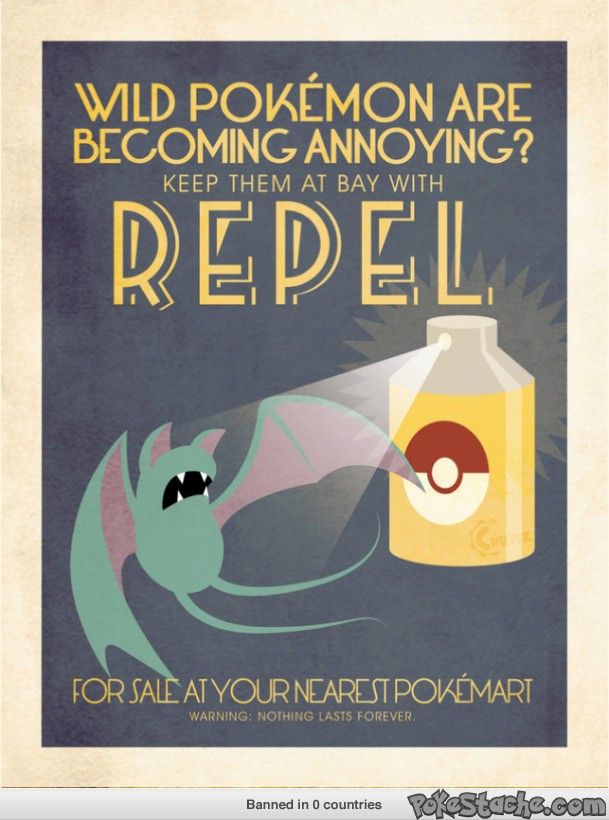 WILD POKÉMON ARE
BECOMING ANNOYING?
KEEP THEM AT BAY WITH
REPEL
FOR SALE AT YOUR NEAREST POKÉMART
WARNING: NOTHING LASTS FOREVER.
Banned in 0 countries
PokeStache.com